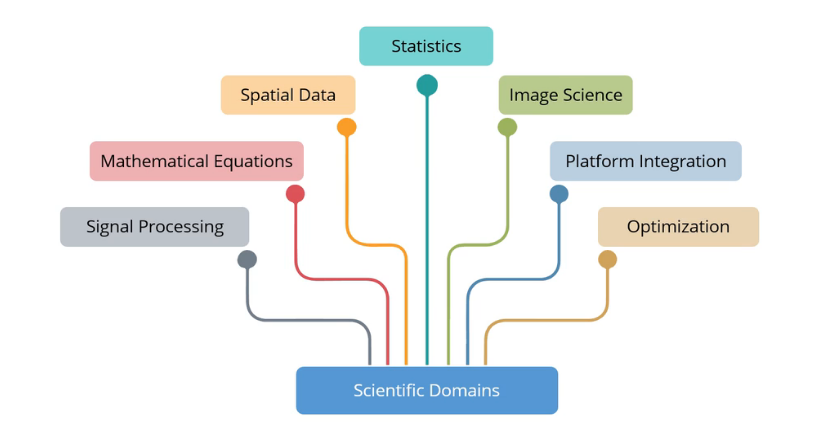 Statistics
Spatial Data
Image Science
Mathematical Equations
Platform Integration
Signal Processing
Optimization
Scientific Domains